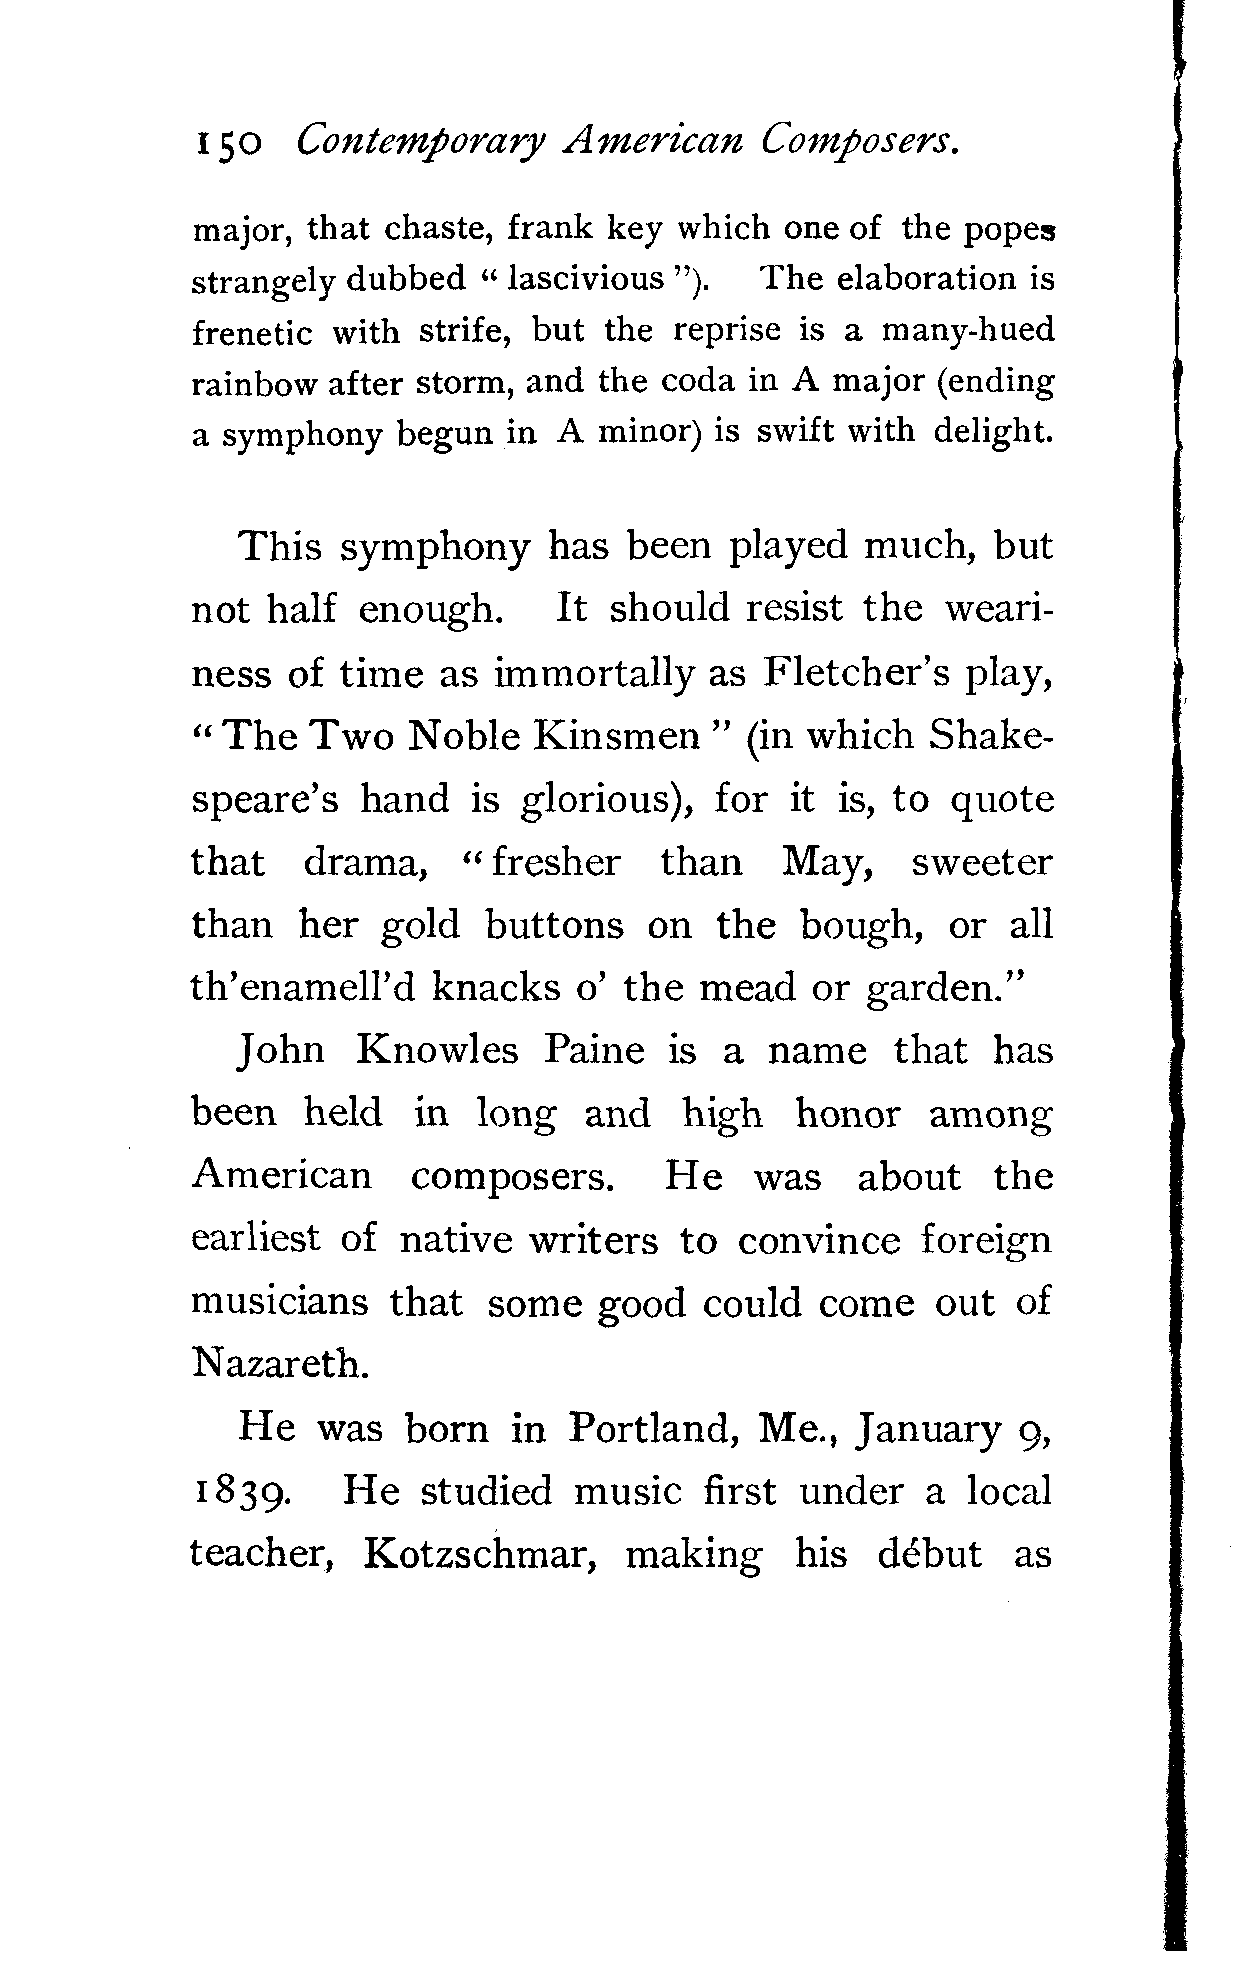 150 Contemporary American Composers.
major, that chaste, frank key which one of the popes
strangely dubbed “ lascivious ”). The elaboration is
frenetic with strife, but the reprise is a many-hued
rainbow after storm, and the coda in A major (ending
a symphony begun in A minor) is swift with delight.
This symphony has been played much, but
not half enough. It should resist the weari-
ness of time as immortally as Fletcher’s play,
“ The Two Noble Kinsmen ” (in which Shake-
speare’s hand is glorious), for it is, to quote
that drama, “ fresher than May, sweeter
than her gold buttons on the bough, or all
th’enamell’d knacks o’ the mead or garden.”
John Knowles Paine is a name that has
been held in long and high honor among
American composers. He was about the
earliest of native writers to convince foreign
musicians that some good could come out of
Nazareth.
He was born in Portland, Me., January 9,
1839. He studied music first under a local
teacher, Kotzschmar, making his début as